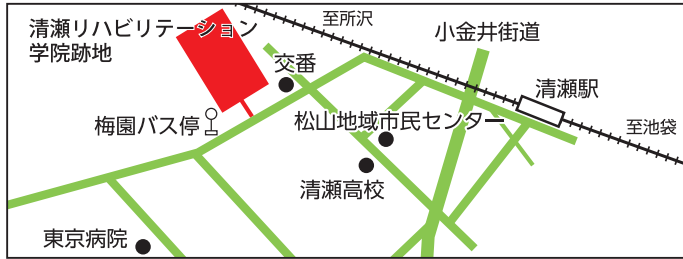 清瀬リハビリテーション
学院跡地
至所沢
小金井街道
交番
清瀬駅
梅園バス停
松山地域市民センター
至池袋
清瀬高校
東京病院